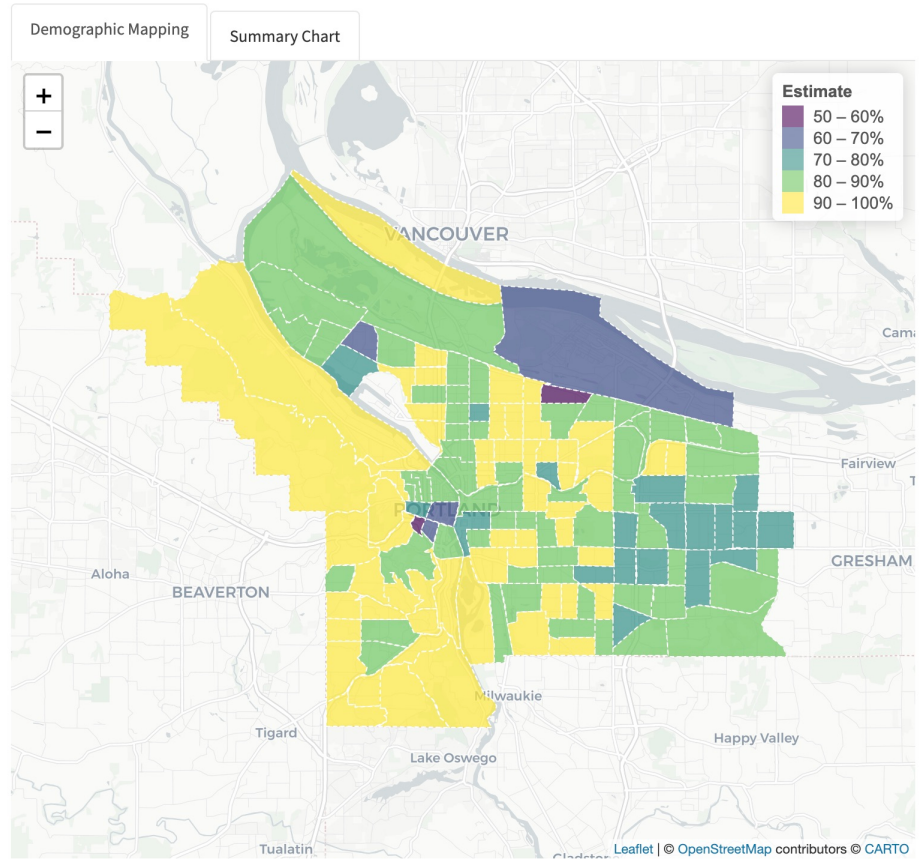 Demographic Mapping
Summary Chart
+
−
Estimate
50 – 60%
60 – 70%
70 – 80%
80 – 90%
90 – 100%
VANCOUVER
Fairview
PORTLAND
GRESHAM
Aloha
BEAVERTON
Milwaukie
Tigard
Happy Valley
Lake Oswego
Tualatin
Leaflet | © OpenStreetMap contributors © CARTO